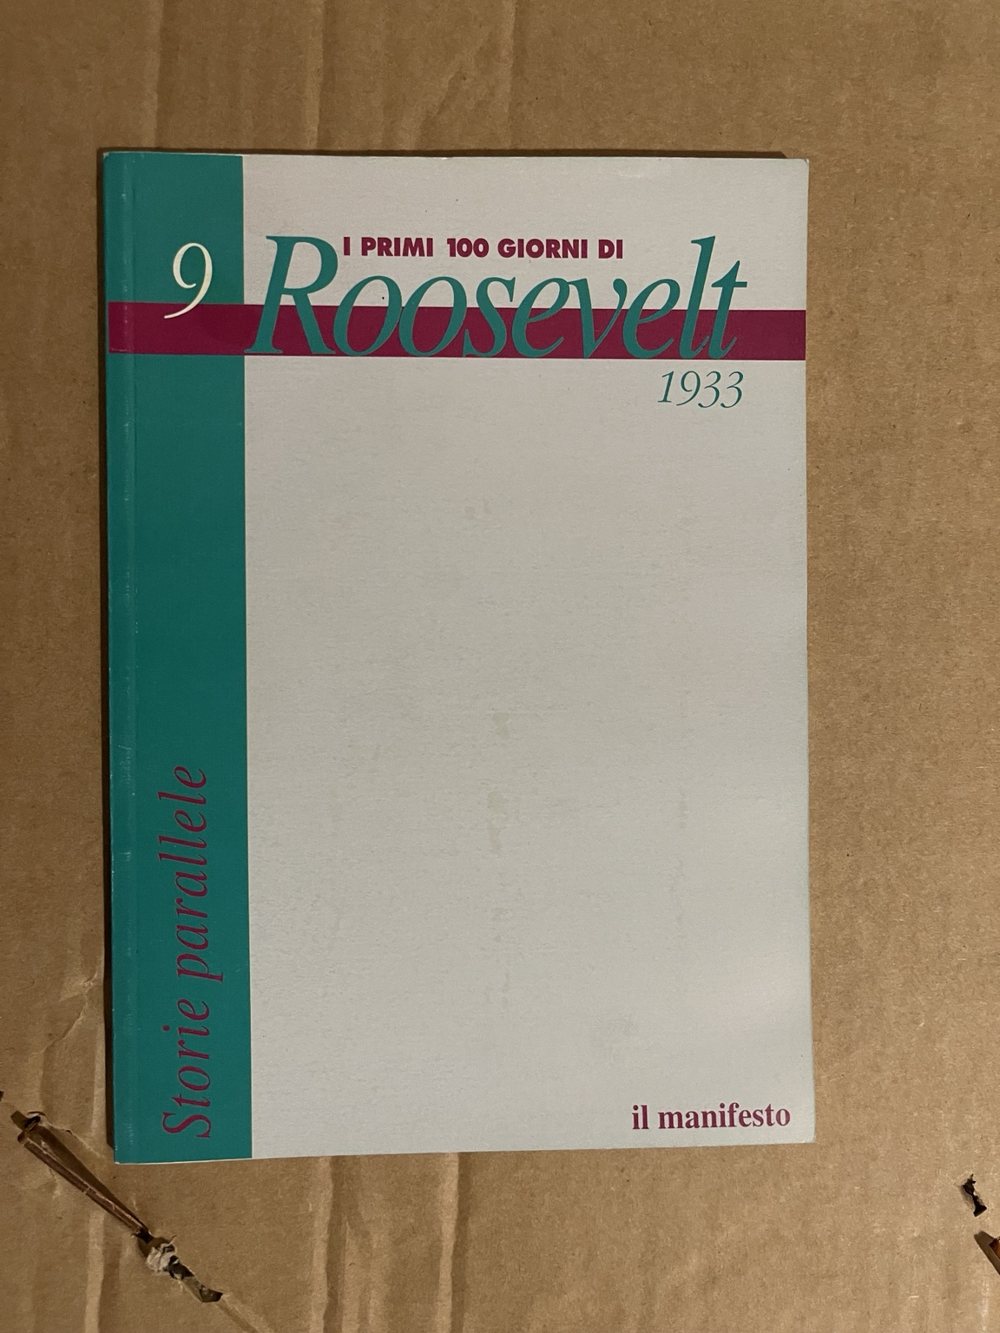 9
I PRIMI 100 GIORNI DI
Roosevelt
1933
Storie parallele
il manifesto